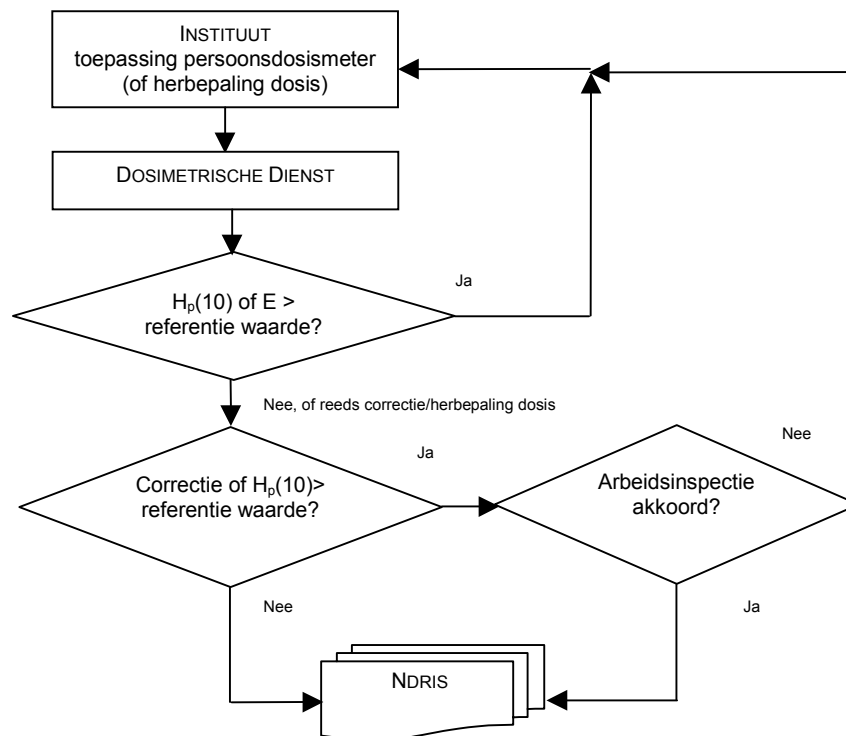 INSTITUUT
toepassing persoonsdosismeter
(of herbepaling dosis)
DOSIMETRISCHE DIENST
Hp(10) of E >
referentie waarde?
Ja
Nee, of reeds correctie/herbepaling dosis
Correctie of Hp(10)>
referentie waarde?
Ja
Arbeidsinspectie
akkoord?
Nee
Nee
Ja
NDRIS